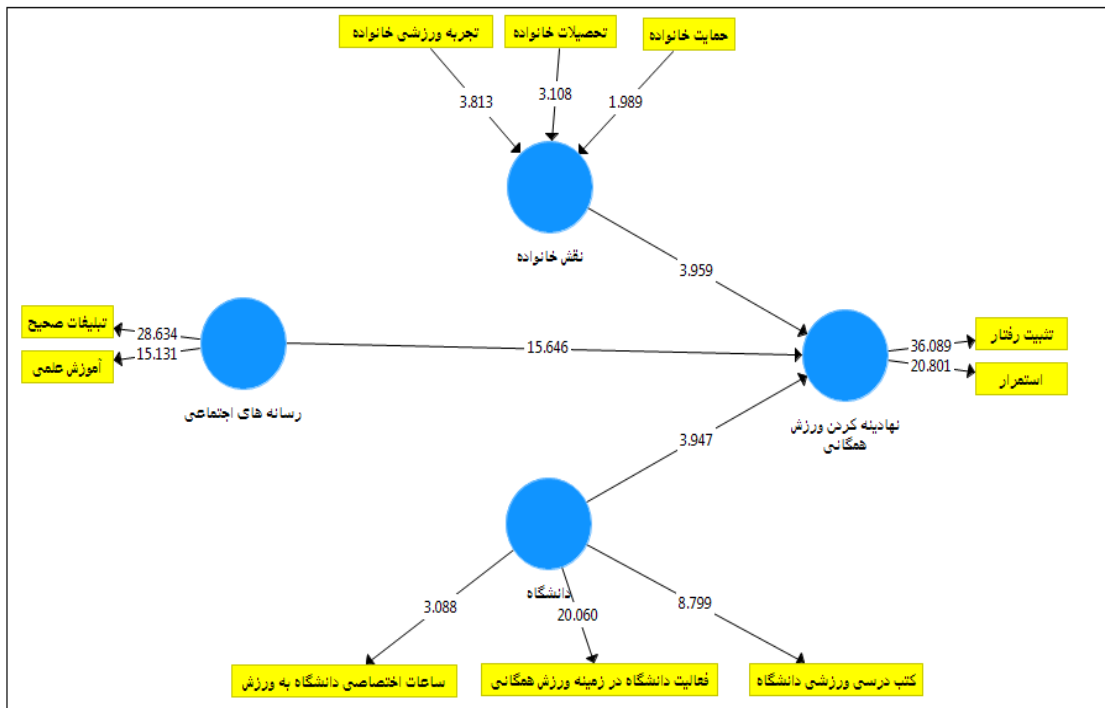 تجربه ورزشی خانواده
تحصیلات خانواده
حمایت خانواده
3.813
3.108
1.989
نقش خانواده
3.959
تبلیغات صحیح
28.634
آموزش علمی
15.131
رسانه های اجتماعی
15.646
36.089
تثبیت رفتار
20.801
استمرار
نهادینه کردن ورزش
همگانی
3.947
دانشگاه
3.088
20.060
8.799
ساعات اختصاصی دانشگاه به ورزش
فعالیت دانشگاه در زمینه ورزش همگانی
کتب درسی ورزشی دانشگاه